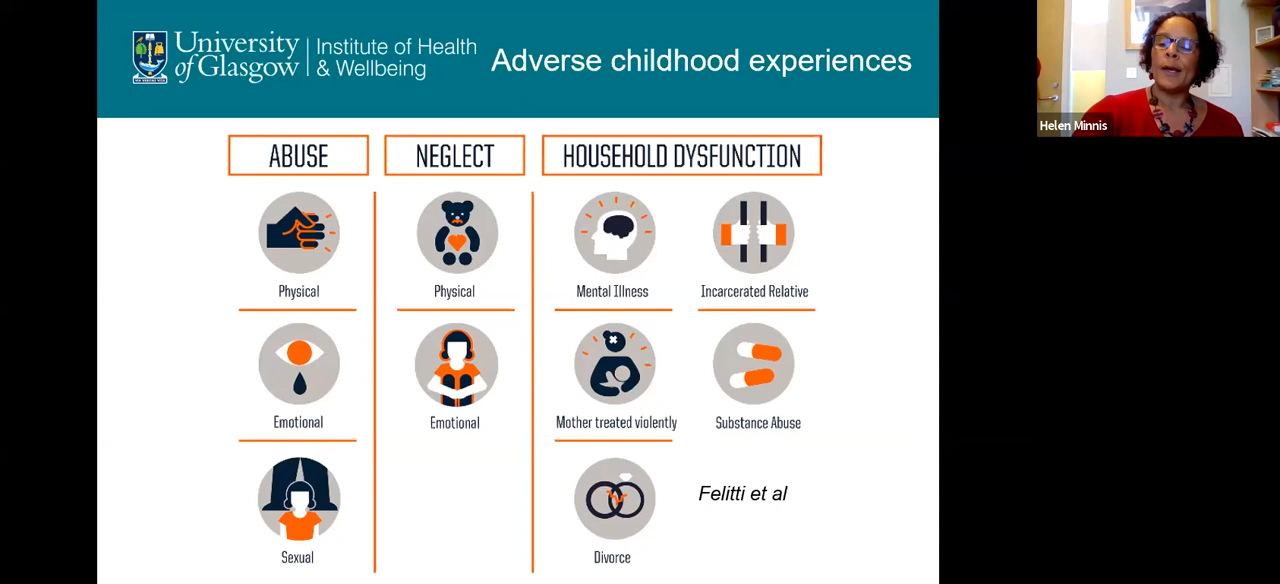 University
of Glasgow
Institute of Health
& Wellbeing
Adverse childhood experiences
Helen Minnis
ABUSE
NEGLECT
HOUSEHOLD DYSFUNCTION
Physical
Physical
Mental Illness
Incarcerated Relative
Emotional
Emotional
Mother treated violently
Substance Abuse
Sexual
Divorce
Felitti et al